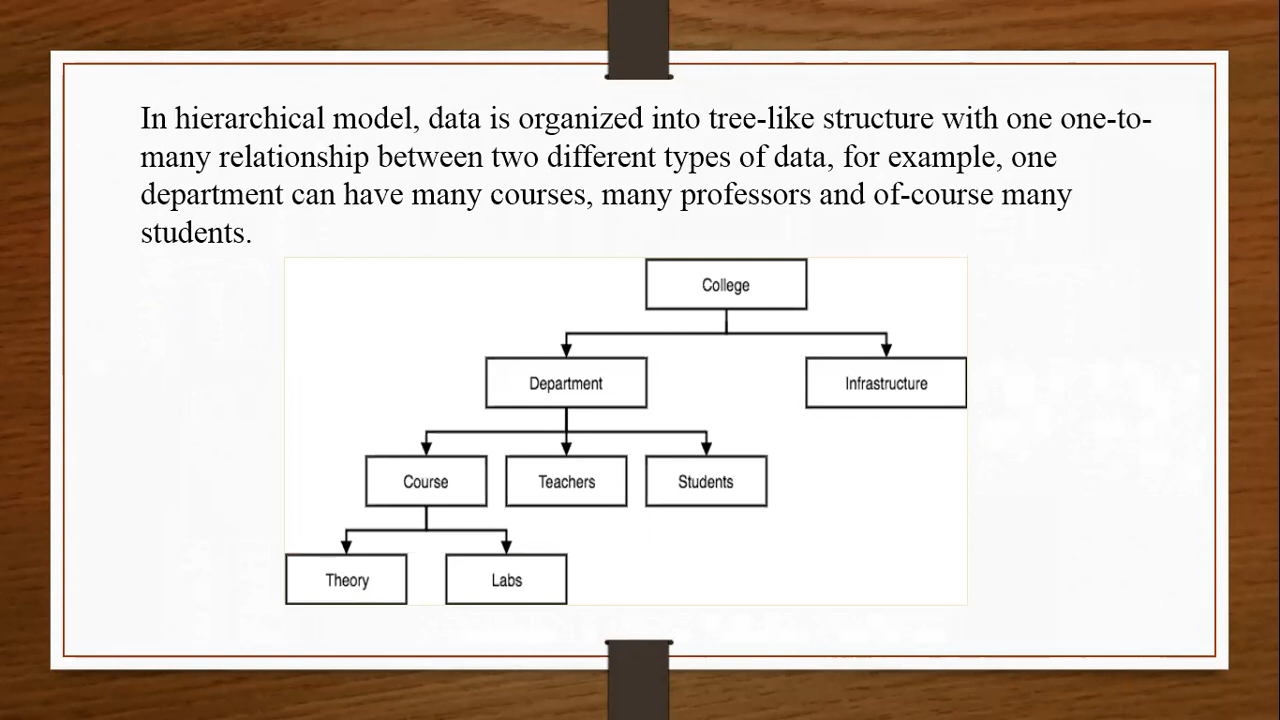 In hierarchical model, data is organized into tree-like structure with one one-to-
many relationship between two different types of data, for example, one
department can have many courses, many professors and of-course many
students.
College
Department
Infrastructure
Course
Teachers
Students
Theory
Labs